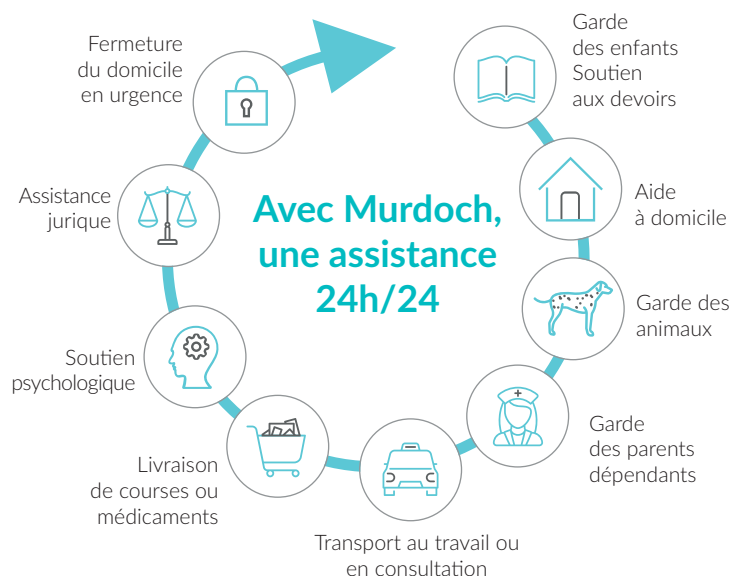 Avec Murdoch,
une assistance
24h/24
Garde
des enfants
Soutien
aux devoirs
Aide
à domicile
Garde des
animaux
Garde
des parents
dépendants
Transport au travail ou
en consultation
Livraison
de courses ou
médicaments
Soutien
psychologique
Assistance
jurique
Fermeture
du domicile
en urgence